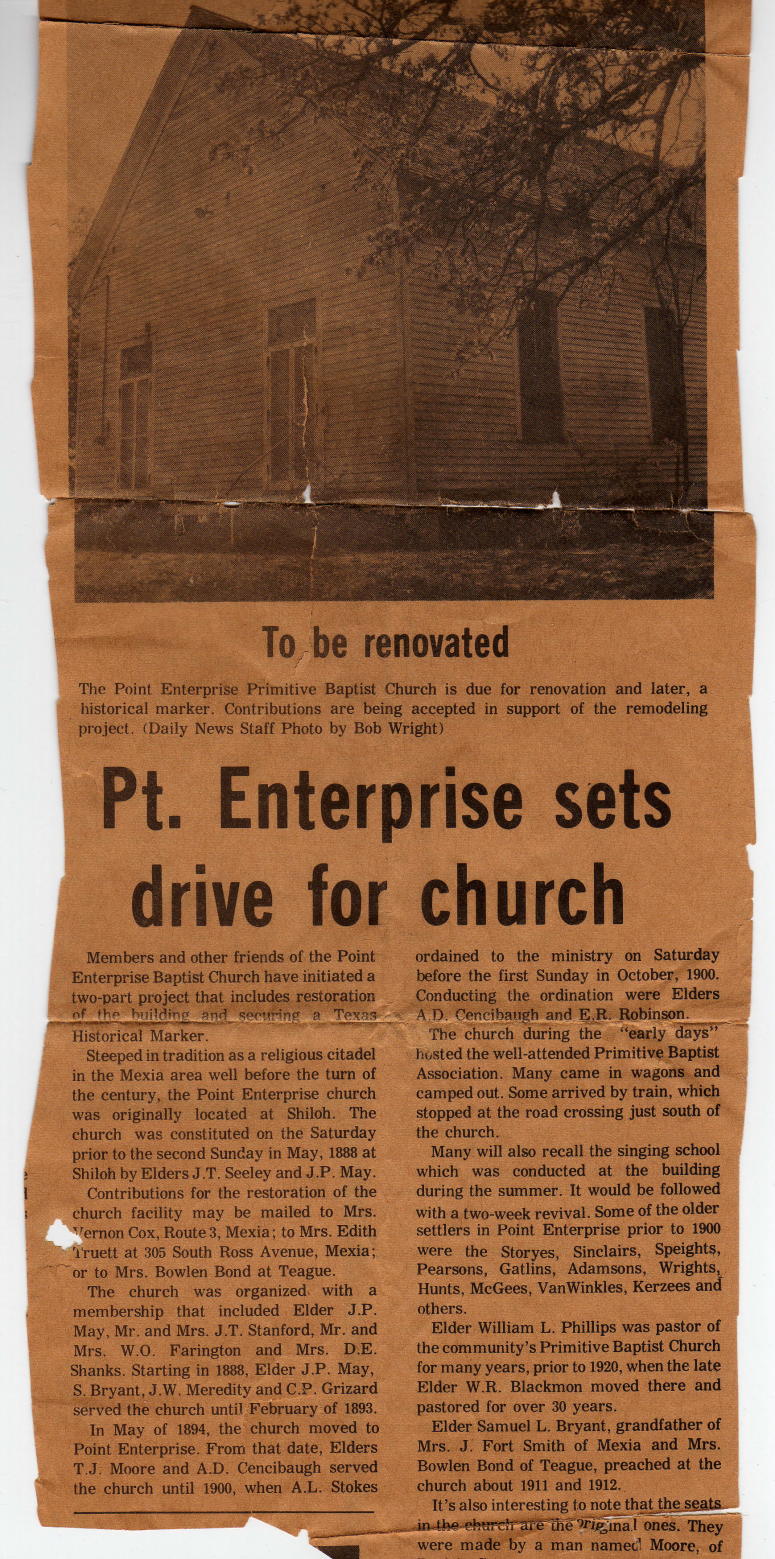 To be renovated
The Point Enterprise Primitive Baptist Church is due for renovation and later, a
historical marker. Contributions are being accepted in support of the remodeling
project. (Daily News Staff Photo by Bob Wright)
Pt. Enterprise sets
drive for church
Members and other friends of the Point
Enterprise Baptist Church have initiated a
two-part project that includes restoration
of the building and securing a Texas
Historical Marker.
Steeped in tradition as a religious citadel
in the Mexia area well before the turn of
the century, the Point Enterprise church
was originally located at Shiloh. The
church was constituted on the Saturday
prior to the second Sunday in May, 1888 at
Shiloh by Elders J.T. Seeley and J.P. May.
Contributions for the restoration of the
church facility may be mailed to Mrs.
Vernon Cox, Route 3, Mexia; to Mrs. Edith
Truett at 305 South Ross Avenue, Mexia;
or to Mrs. Bowlen Bond at Teague.
The church was organized with a
membership that included Elder J.P.
May, Mr. and Mrs. J.T. Stanford, Mr. and
Mrs. W.O. Farington and Mrs. D.E.
Shanks. Starting in 1888, Elder J.P. May,
S. Bryant, J.W. Meredity and C.P. Grizard
served the church until February of 1893.
In May of 1894, the church moved to
Point Enterprise. From that date, Elders
T.J. Moore and A.D. Cencibaugh served
the church until 1900, when A.L. Stokes
ordained to the ministry on Saturday
before the first Sunday in October, 1900.
Conducting the ordination were Elders
A.D. Cencibaugh and E.R. Robinson.
The church during the "early days"
hosted the well-attended Primitive Baptist
Association. Many came in wagons and
camped out. Some arrived by train, which
stopped at the road crossing just south of
the church.
Many will also recall the singing school
which was conducted at the building
during the summer. It would be followed
with a two-week revival. Some of the older
settlers in Point Enterprise prior to 1900
were the Storyes, Sinclairs, Speights,
Pearsons, Gatlins, Adamsons, Wrights,
Hunts, McGees, VanWinkles, Kerzees and
others.
Elder William L. Phillips was pastor of
the community's Primitive Baptist Church
for many years, prior to 1920, when the late
Elder W.R. Blackmon moved there and
pastored for over 30 years.
Elder Samuel L. Bryant, grandfather of
Mrs. J. Fort Smith of Mexia and Mrs.
Bowlen Bond of Teague, preached at the
church about 1911 and 1912.
It's also interesting to note that the seats
in the church are the original ones. They
were made by a man named Moore, of